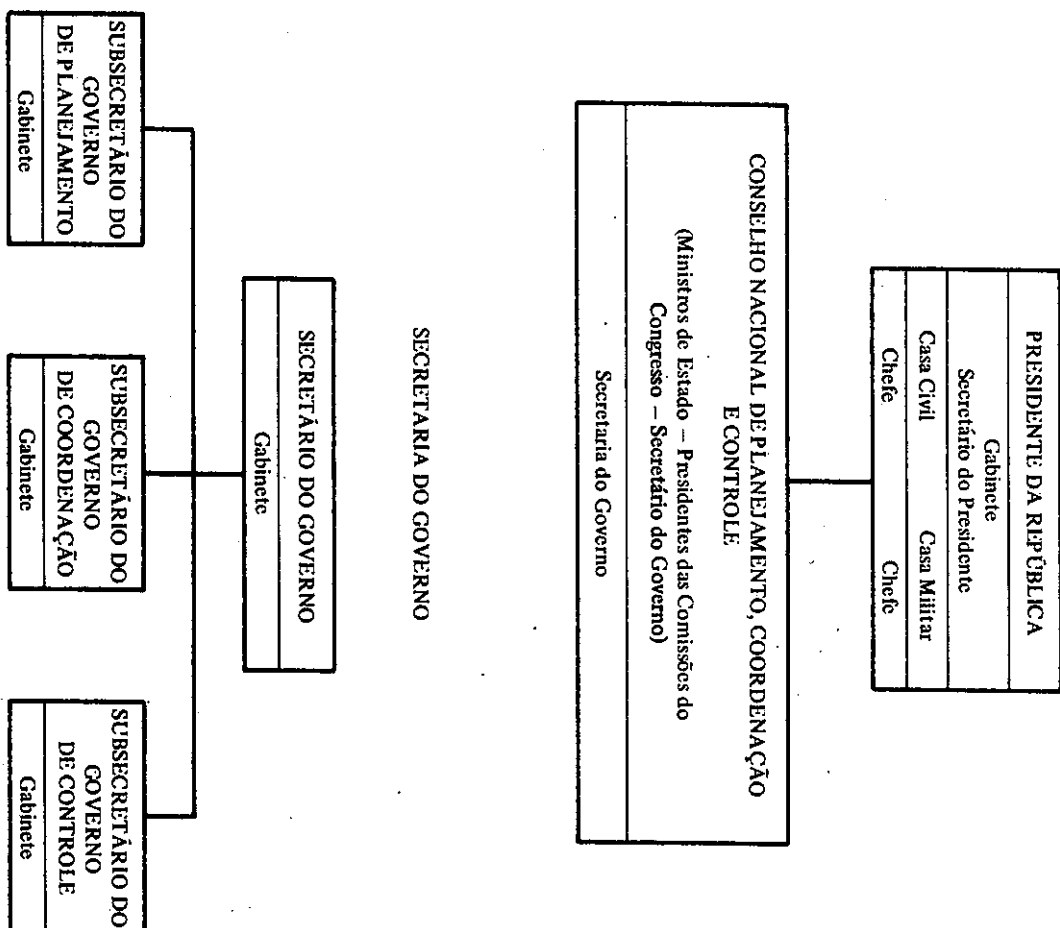 PRESIDENTE DA REPÚBLICA
Gabinete
Secretário do Presidente
Casa Civil Casa Militar
Chefe Chefe
CONSELHO NACIONAL DE PLANEJAMENTO, COORDENAÇÃO
E CONTROLE
(Ministros de Estado – Presidentes das Comissões do
Congresso – Secretário do Governo)
Secretaria do Governo
SECRETARIA DO GOVERNO
SECRETÁRIO DO GOVERNO
Gabinete
SUBSECRETÁRIO DO
GOVERNO
DE PLANEJAMENTO
Gabinete
SUBSECRETÁRIO DO
GOVERNO
DE COORDENAÇÃO
Gabinete
SUBSECRETÁRIO DO
GOVERNO
DE CONTROLE
Gabinete